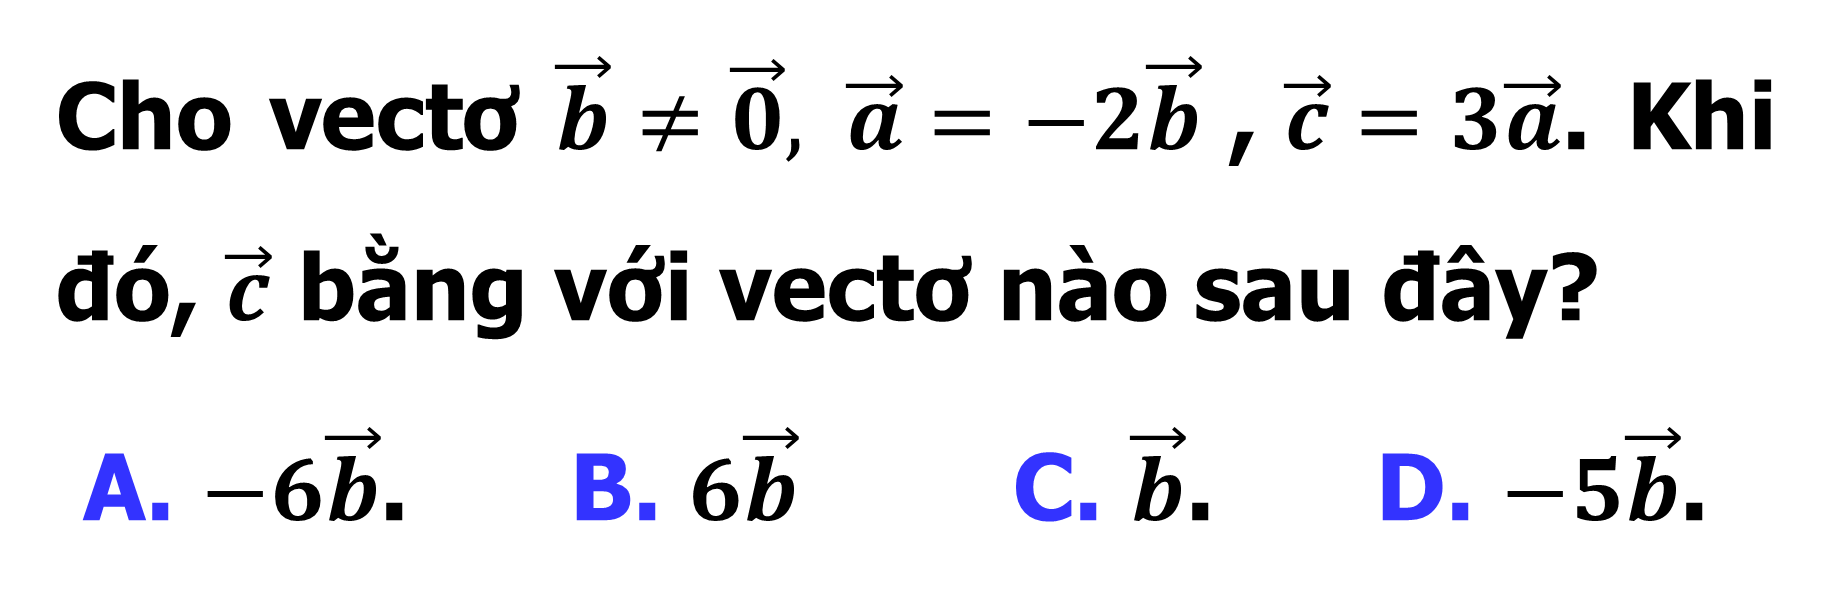 Cho vectơ $\vec{b} \neq \vec{0}$, $\vec{a} = -2\vec{b}$ , $\vec{c} = 3\vec{a}$. Khi
đó, $\vec{c}$ bằng với vectơ nào sau đây?
A. $-6\vec{b}$. B. $6\vec{b}$ C. $\vec{b}$. D. $-5\vec{b}$.